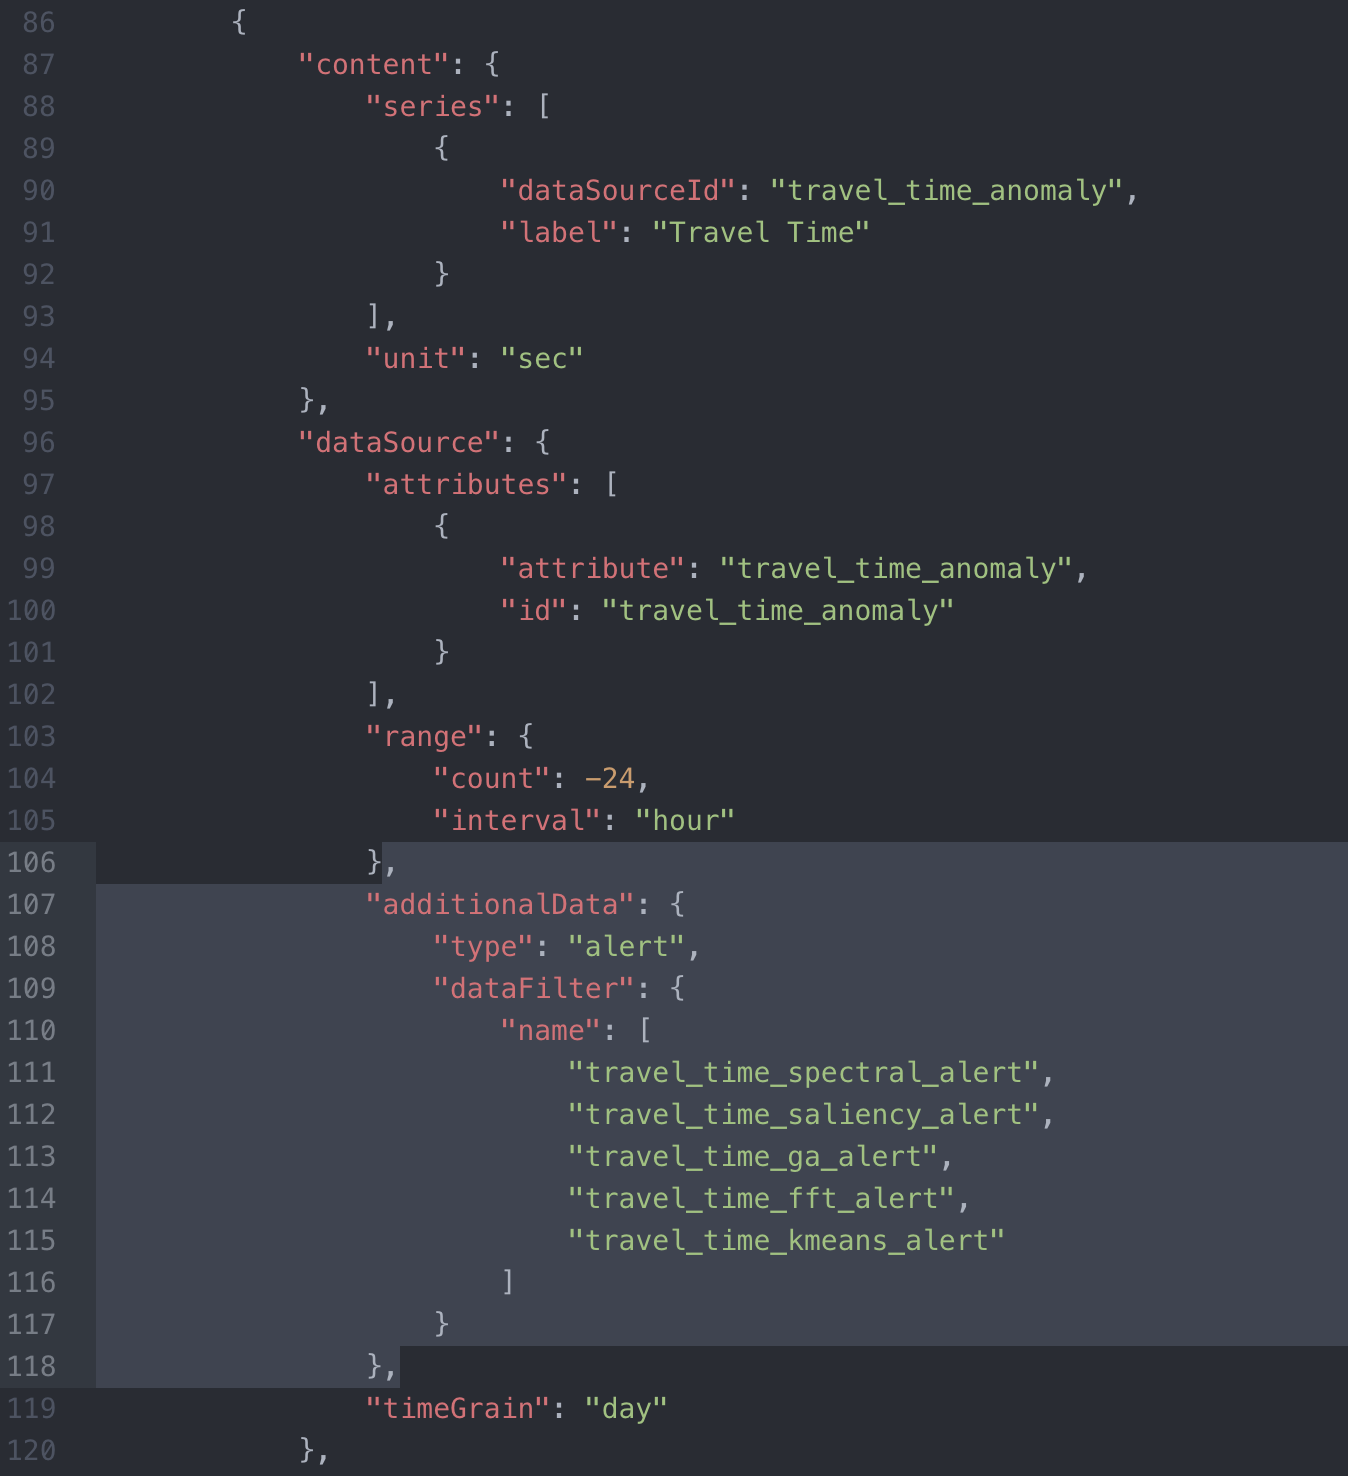 86 {
87 "content": {
88 "series": [
89 {
90 "dataSourceId": "travel_time_anomaly",
91 "label": "Travel Time"
92 }
93 ],
94 "unit": "sec"
95 },
96 "dataSource": {
97 "attributes": [
98 {
99 "attribute": "travel_time_anomaly",
100 "id": "travel_time_anomaly"
101 }
102 ],
103 "range": {
104 "count": -24,
105 "interval": "hour"
106 },
107 "additionalData": {
108 "type": "alert",
109 "dataFilter": {
110 "name": [
111 "travel_time_spectral_alert",
112 "travel_time_saliency_alert",
113 "travel_time_ga_alert",
114 "travel_time_fft_alert",
115 "travel_time_kmeans_alert"
116 ]
117 }
118 },
119 "timeGrain": "day"
120 },